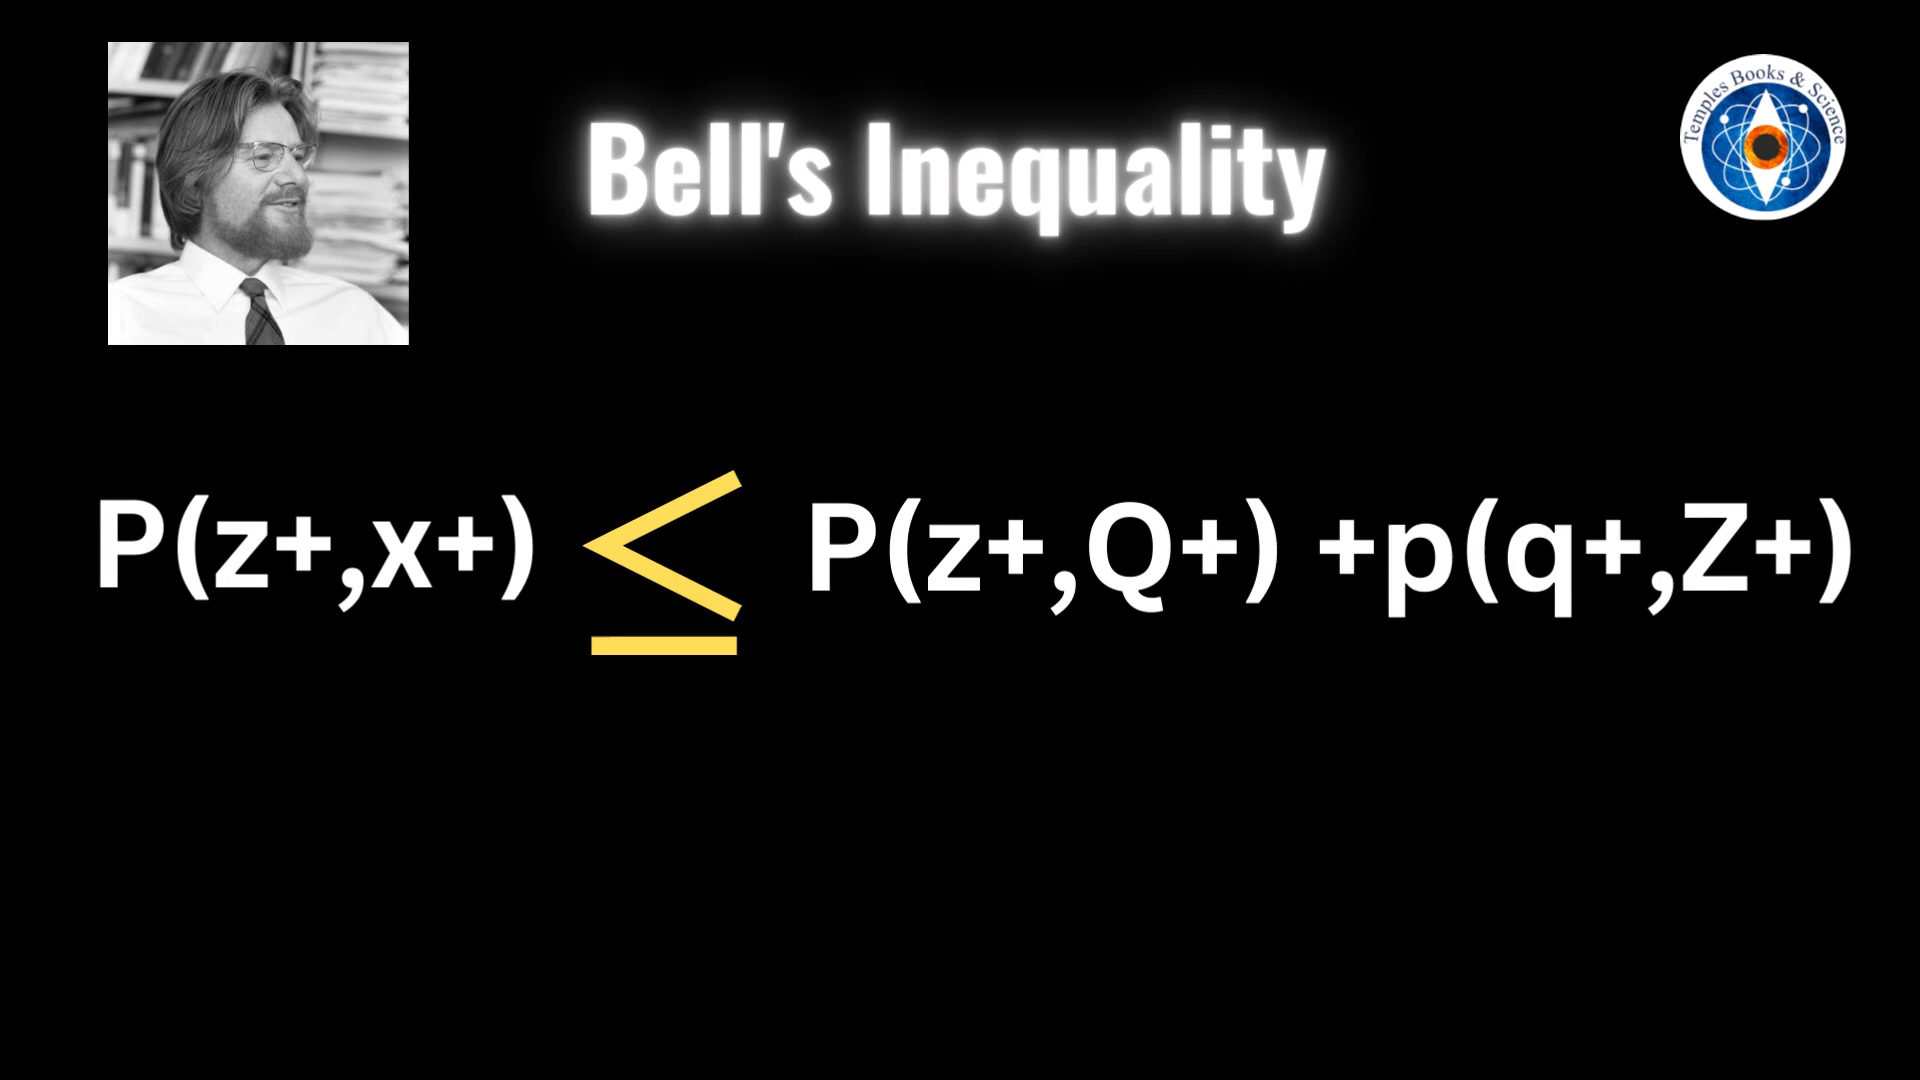 Bell's Inequality
Temples Books & Science
P(z+,x+) ≤ P(z+,Q+) +p(q+,Z+)